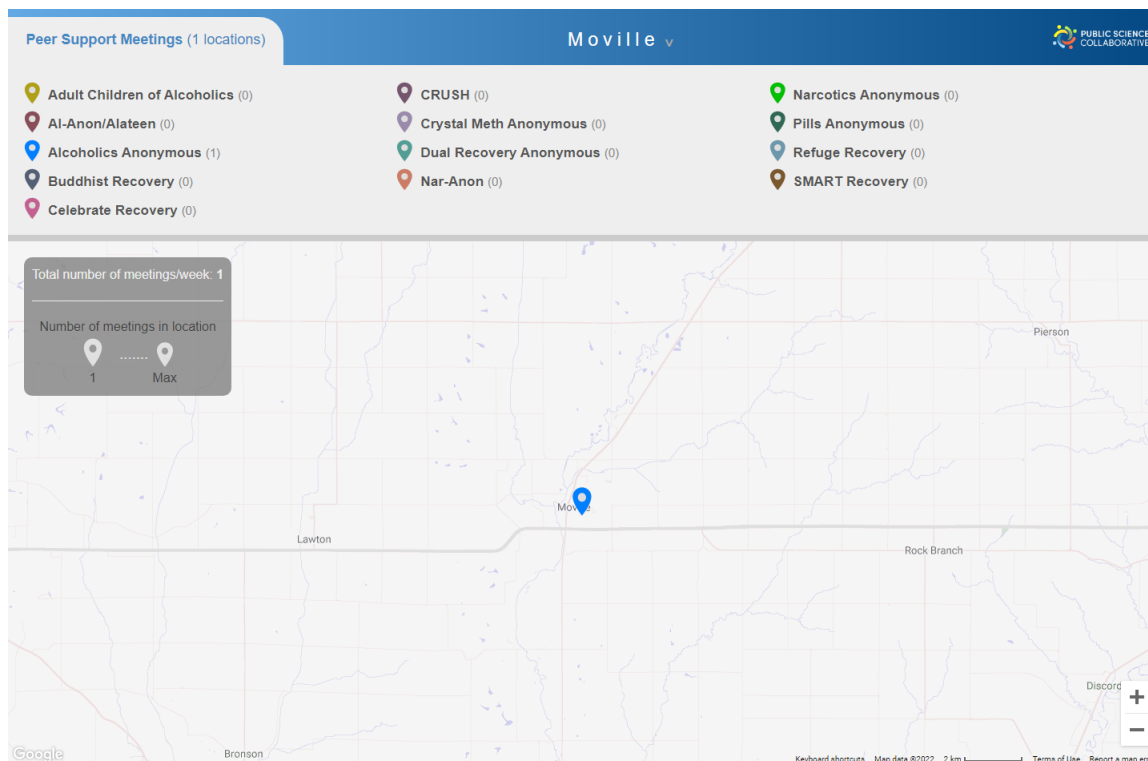 Peer Support Meetings (1 locations)
Moville v
PUBLIC SCIENCE
COLLABORATIVE
Adult Children of Alcoholics (0)
Al-Anon/Alateen (0)
Alcoholics Anonymous (1)
Buddhist Recovery (0)
Celebrate Recovery (0)
CRUSH (0)
Crystal Meth Anonymous (0)
Dual Recovery Anonymous (0)
Nar-Anon (0)
Narcotics Anonymous (0)
Pills Anonymous (0)
Refuge Recovery (0)
SMART Recovery (0)
Total number of meetings/week: 1
Number of meetings in location
.......
1 Max
Pierson
Moville
Lawton
Rock Branch
Discord
+
−
Bronson
Google
Keyboard shortcuts Map data ©2022 2 km Terms of Use Report a map er